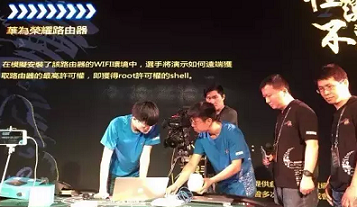 華為榮耀路由器
在模擬安裝了該路由器的WIFI環境中，選手將演示如何遠端獲
取路由器的最高許可權，即獲得root許可權的shell。